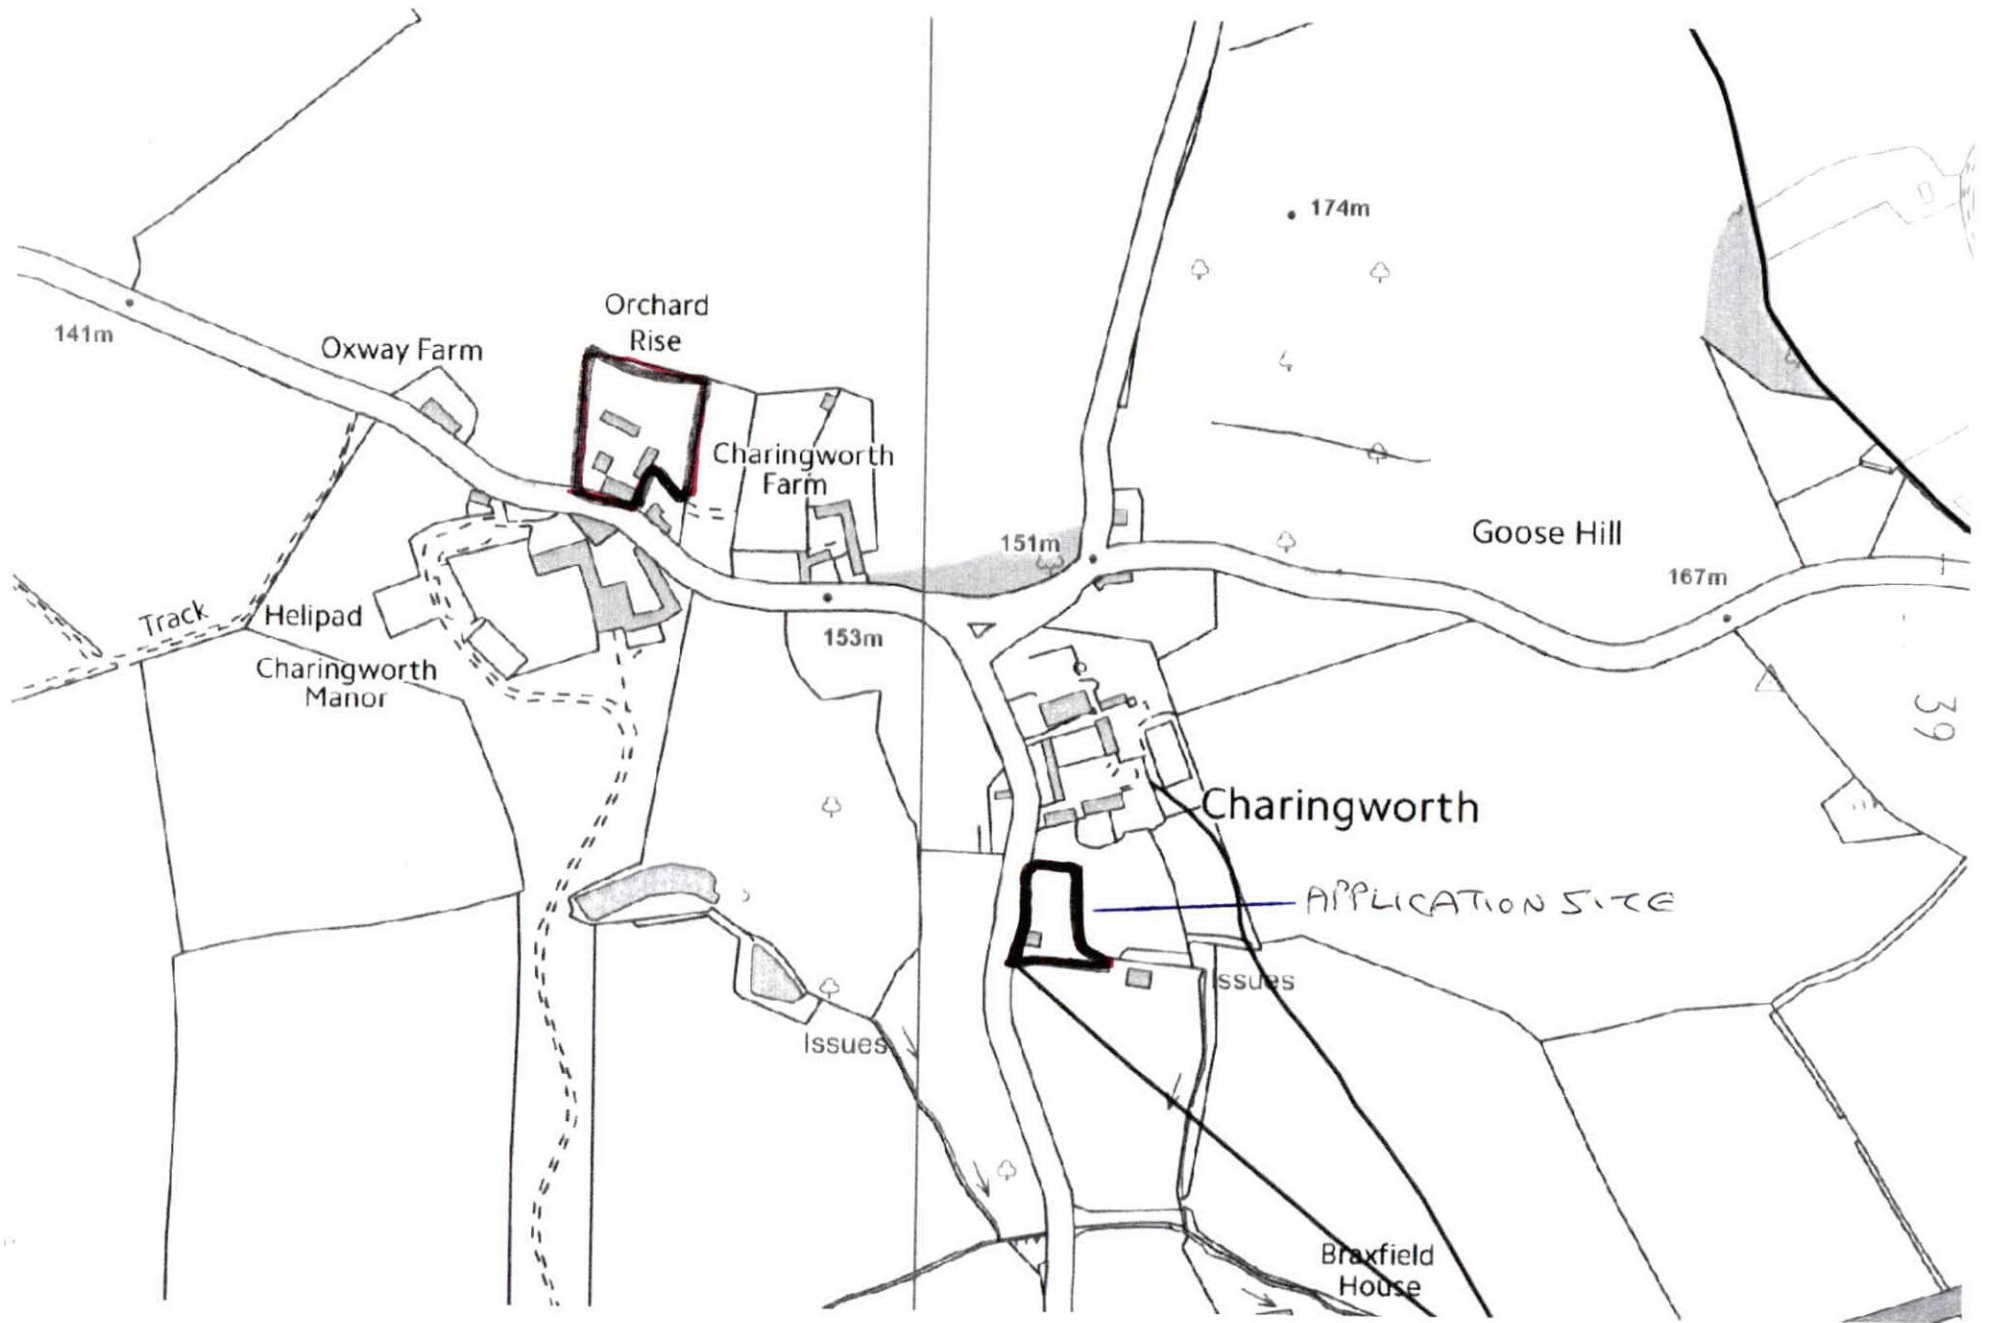 174m
Orchard
Rise
141m
Oxway Farm
Charingworth
Farm
151m
Goose Hill
167m
Track
Helipad
153m
Charingworth
Manor
39
Charingworth
APPLICATION SITE
Issues
Issues
Braxfield
House